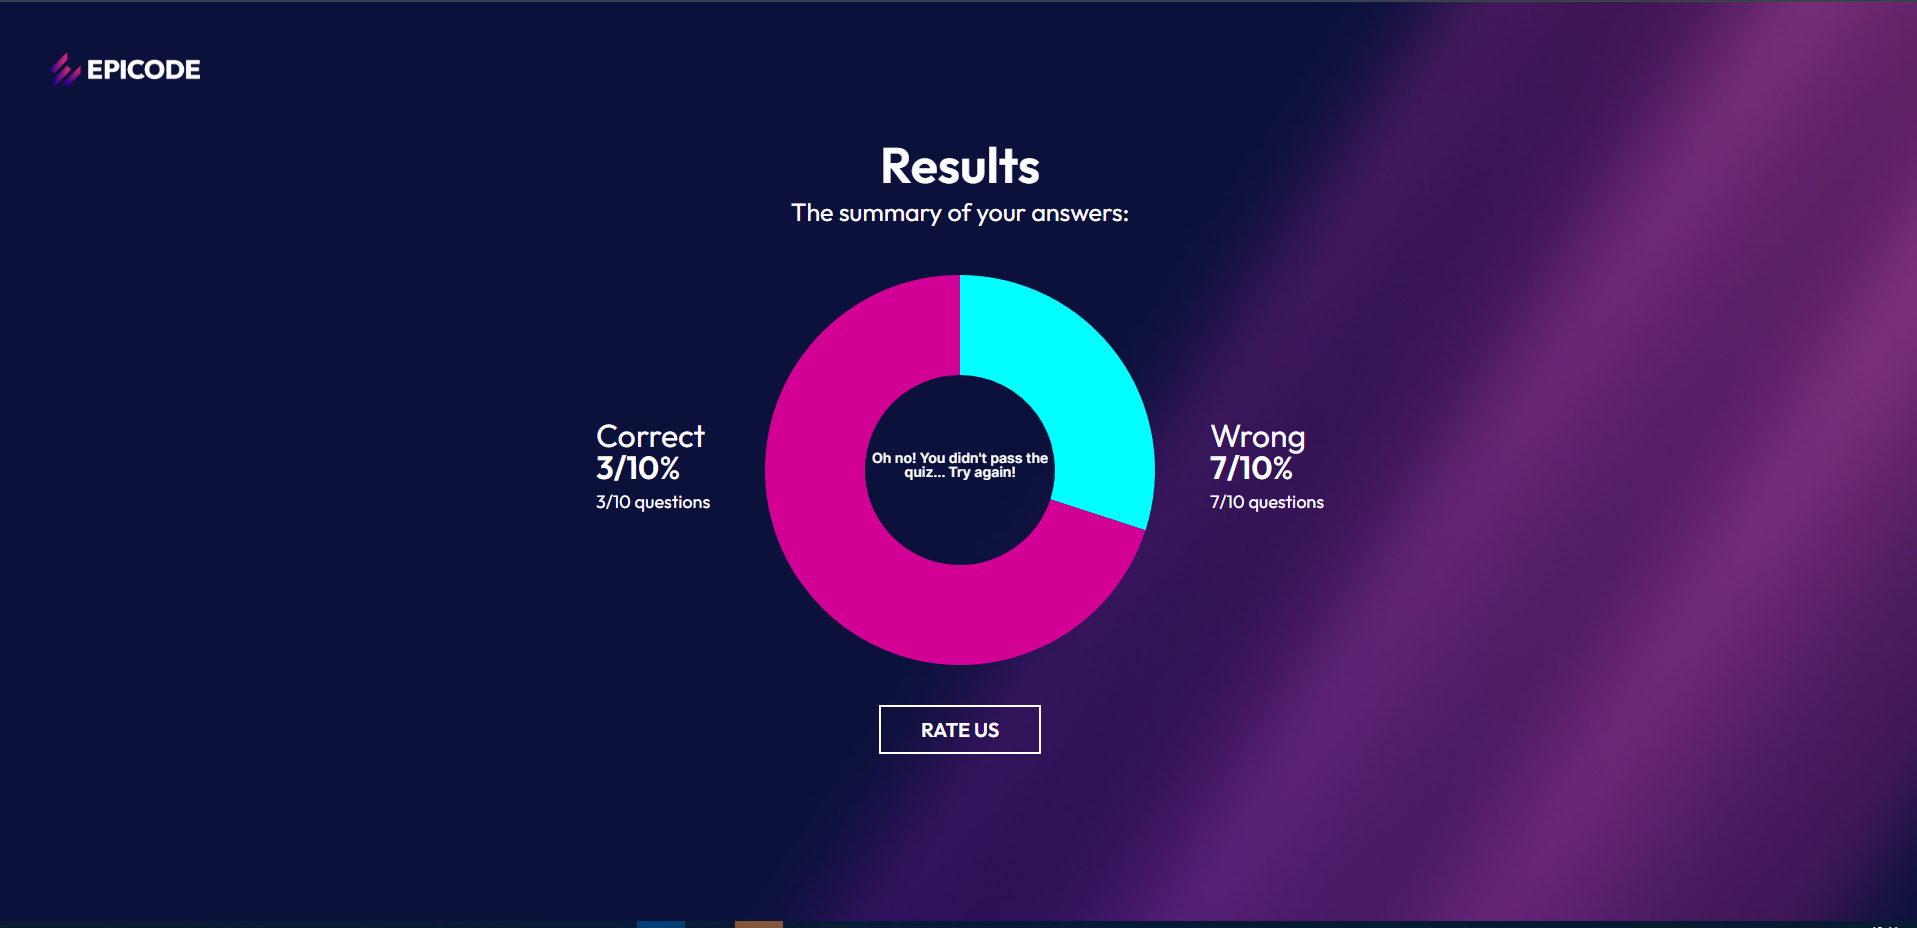 EPICODE
Results
The summary of your answers:
Correct
3/10%
3/10 questions
Oh no! You didn't pass the
quiz... Try again!
Wrong
7/10%
7/10 questions
RATE US